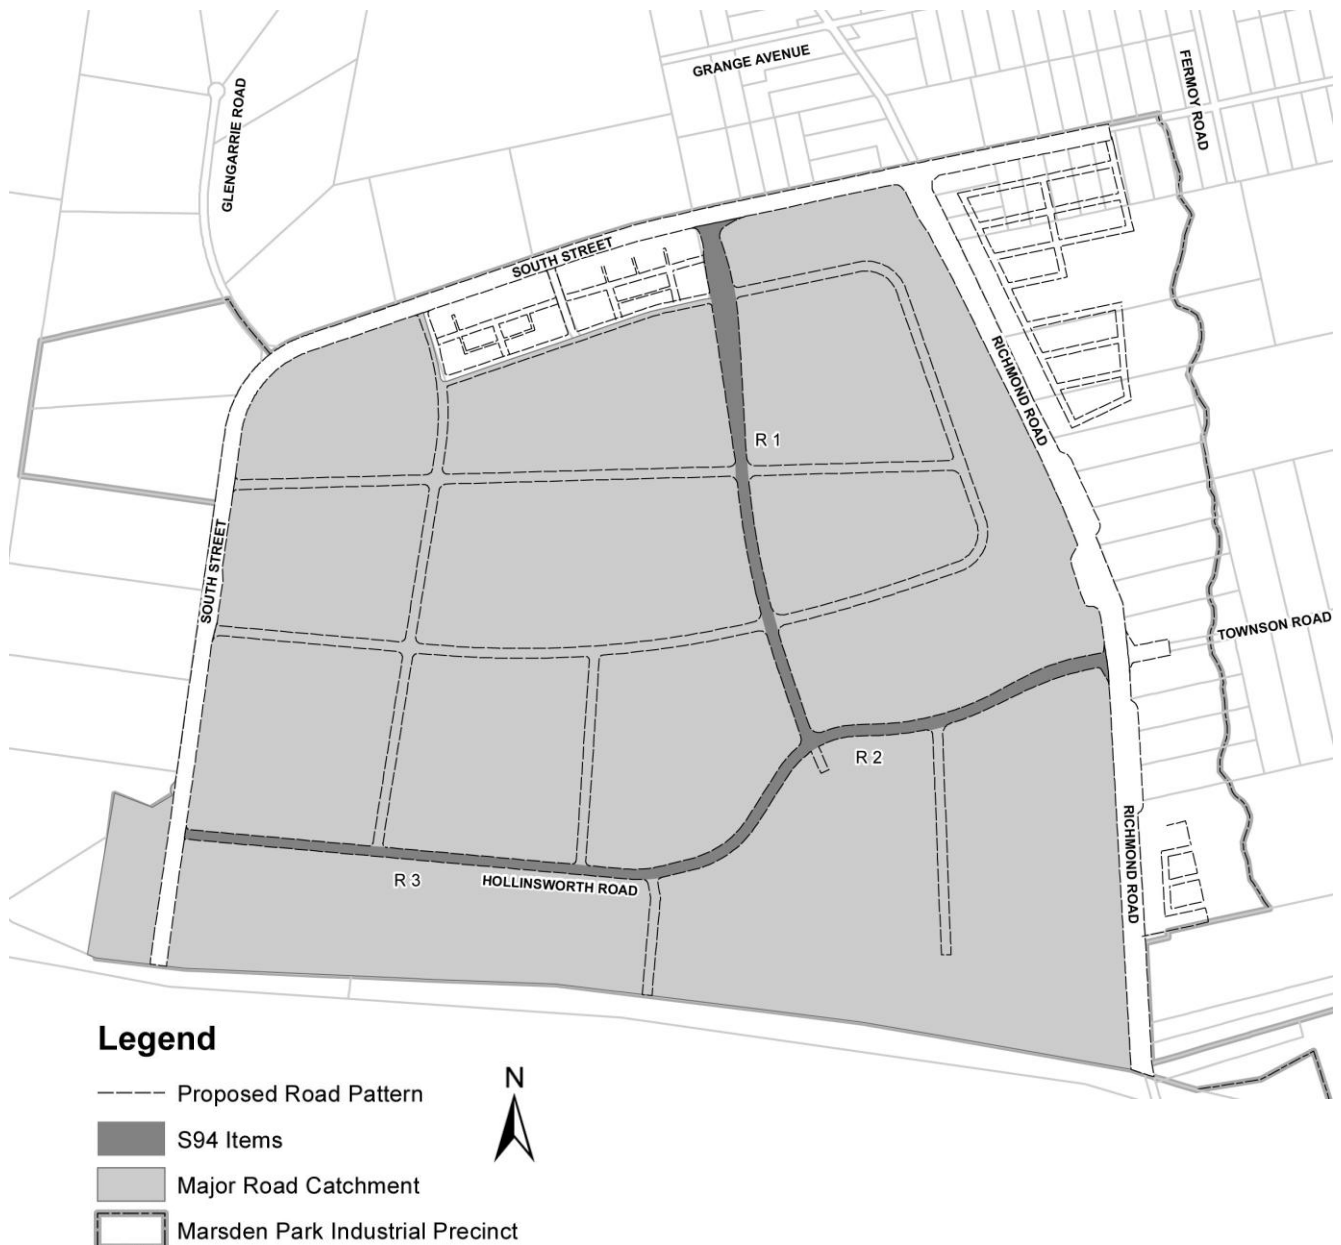 GRANGE AVENUE
FERMOY ROAD
GLENGARRIE ROAD
SOUTH STREET
RICHMOND ROAD
R 1
SOUTH STREET
TOWNSON ROAD
R 2
RICHMOND ROAD
R 3
HOLLINSWORTH ROAD
Legend
N
Proposed Road Pattern
S94 Items
Major Road Catchment
Marsden Park Industrial Precinct